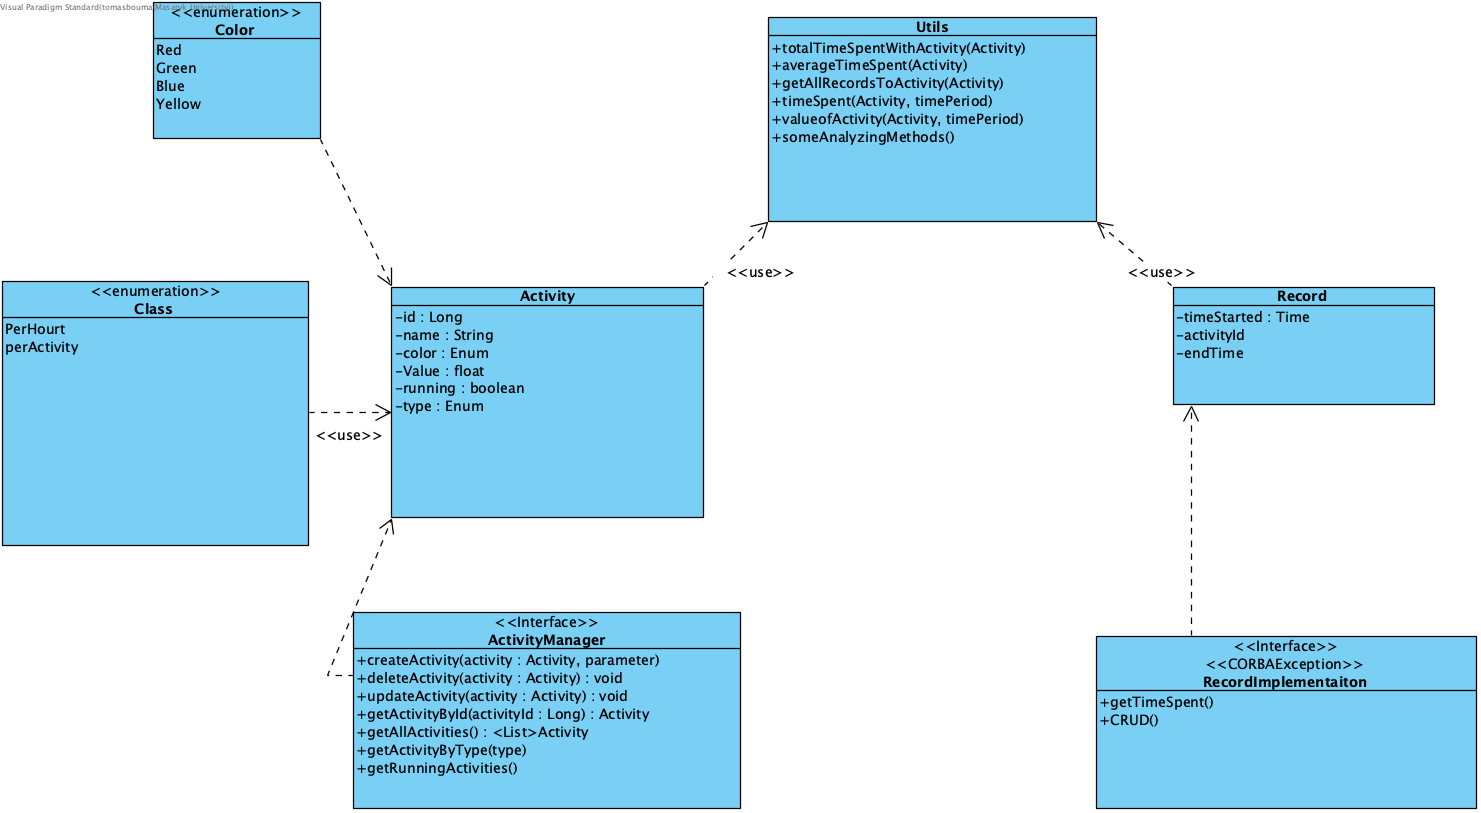 Visual Paradigm Standard(tomasbouma(Masaryk University))
<<enumeration>>
Color
Red
Green
Blue
Yellow
Utils
+totalTimeSpentWithActivity(Activity)
+averageTimeSpent(Activity)
+getAllRecordsToActivity(Activity)
+timeSpent(Activity, timePeriod)
+valueofActivity(Activity, timePeriod)
+someAnalyzingMethods()
<<use>>
<<use>>
<<enumeration>>
Class
PerHourt
perActivity
<<use>>
Activity
-id : Long
-name : String
-color : Enum
-Value : float
-running : boolean
-type : Enum
Record
-timeStarted : Time
-activityId
-endTime
<<Interface>>
ActivityManager
+createActivity(activity : Activity, parameter)
+deleteActivity(activity : Activity) : void
+updateActivity(activity : Activity) : void
+getActivityById(activityId : Long) : Activity
+getAllActivities() : <List>Activity
+getActivityByType(type)
+getRunningActivities()
<<Interface>>
<<CORBAException>>
RecordImplementaiton
+getTimeSpent()
+CRUD()